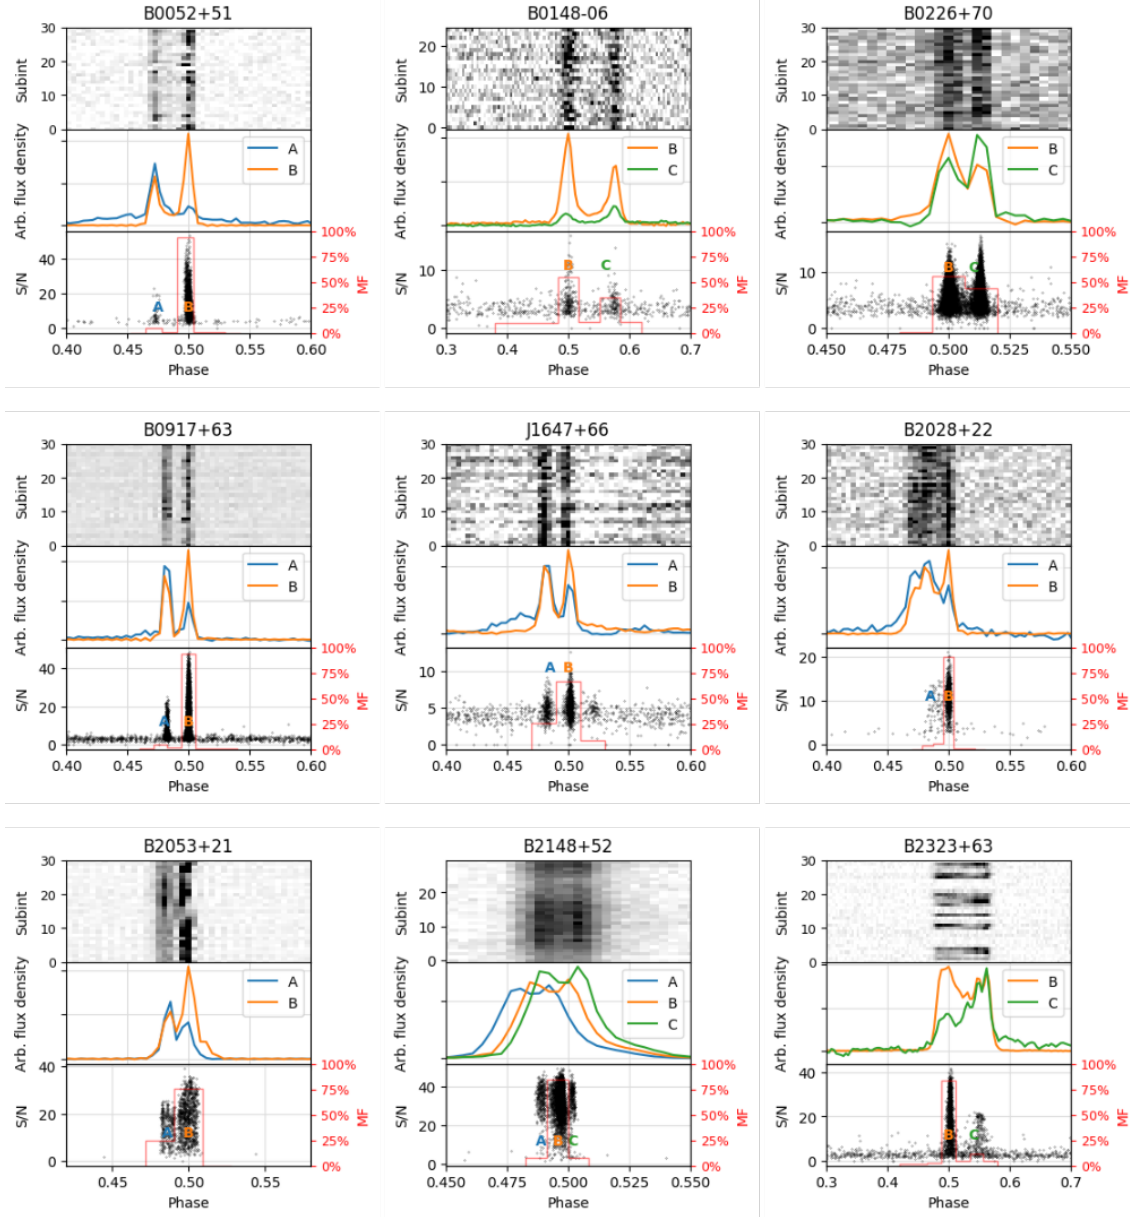 B0052+51
30
20
10
0
Subint
Arb. flux density
A
B
40
20
0
S/N
A
B
100%
75%
50%
25%
0%
MF
0.40 0.45 0.50 0.55 0.60
Phase
B0148-06
20
10
0
Subint
Arb. flux density
B
C
10
0
S/N
B
C
100%
75%
50%
25%
0%
MF
0.3 0.4 0.5 0.6 0.7
Phase
B0226+70
30
20
10
0
Subint
Arb. flux density
B
C
10
0
S/N
B
C
100%
75%
50%
25%
0%
MF
0.450 0.475 0.500 0.525 0.550
Phase
B0917+63
30
20
10
0
Subint
Arb. flux density
A
B
40
20
0
S/N
A
B
100%
75%
50%
25%
0%
MF
0.40 0.45 0.50 0.55 0.60
Phase
J1647+66
30
20
10
0
Subint
Arb. flux density
A
B
10
5
0
S/N
A
B
100%
75%
50%
25%
0%
MF
0.40 0.45 0.50 0.55 0.60
Phase
B2028+22
30
20
10
0
Subint
Arb. flux density
A
B
20
10
0
S/N
A
B
100%
75%
50%
25%
0%
MF
0.40 0.45 0.50 0.55 0.60
Phase
B2053+21
30
20
10
0
Subint
Arb. flux density
A
B
40
20
0
S/N
A
B
100%
75%
50%
25%
0%
MF
0.45 0.50 0.55
Phase
B2148+52
20
10
0
Subint
Arb. flux density
A
B
C
40
20
0
S/N
A B C
100%
75%
50%
25%
0%
MF
0.450 0.475 0.500 0.525 0.550
Phase
B2323+63
30
20
10
0
Subint
Arb. flux density
B
C
40
20
0
S/N
B
C
100%
75%
50%
25%
0%
MF
0.3 0.4 0.5 0.6 0.7
Phase